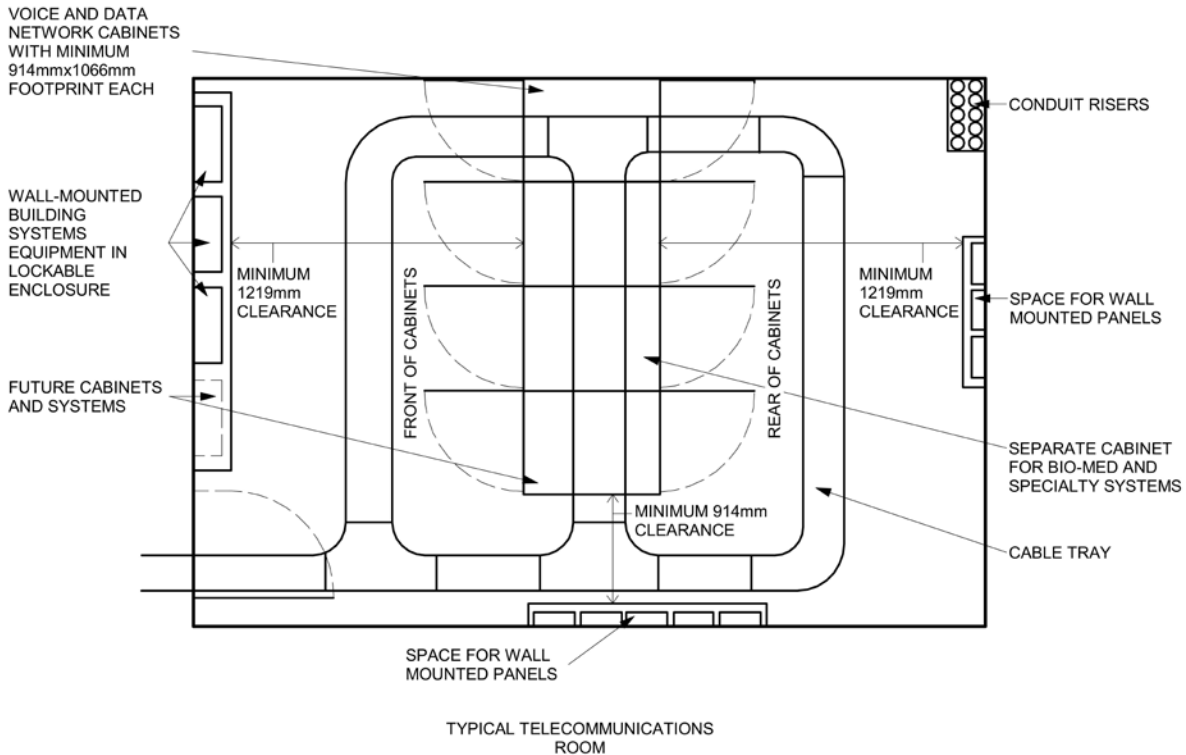 VOICE AND DATA
NETWORK CABINETS
WITH MINIMUM
914mmx1066mm
FOOTPRINT EACH
CONDUIT RISERS
WALL-MOUNTED
BUILDING
SYSTEMS
EQUIPMENT IN
LOCKABLE
ENCLOSURE
MINIMUM
1219mm
CLEARANCE
MINIMUM
1219mm
CLEARANCE
SPACE FOR WALL
MOUNTED PANELS
FRONT OF CABINETS
REAR OF CABINETS
FUTURE CABINETS
AND SYSTEMS
SEPARATE CABINET
FOR BIO-MED AND
SPECIALTY SYSTEMS
MINIMUM 914mm
CLEARANCE
CABLE TRAY
SPACE FOR WALL
MOUNTED PANELS
TYPICAL TELECOMMUNICATIONS
ROOM